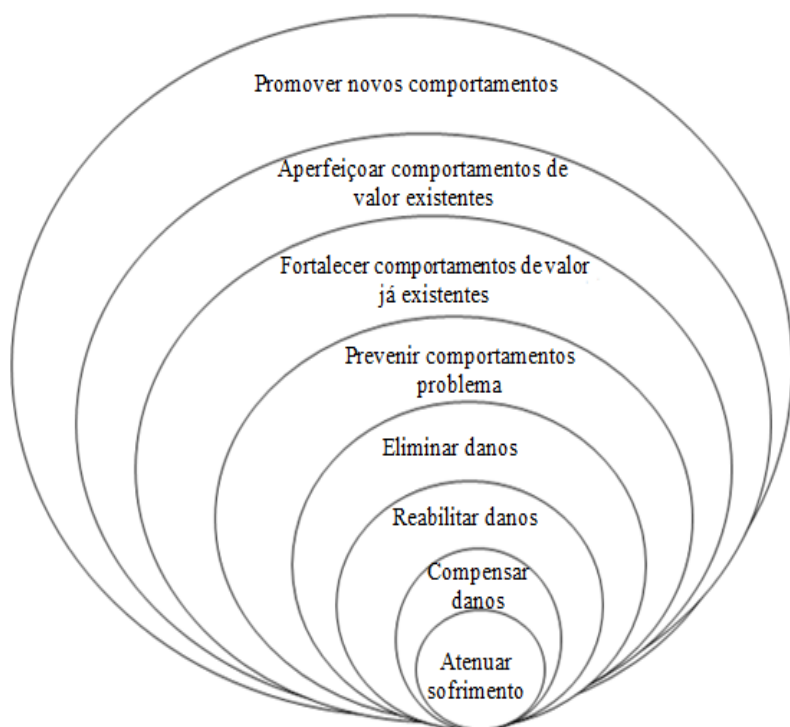 Promover novos comportamentos
Aperfeiçoar comportamentos de
valor existentes
Fortalecer comportamentos de valor
já existentes
Prevenir comportamentos
problema
Eliminar danos
Reabilitar danos
Compensar
danos
Atenuar
sofrimento